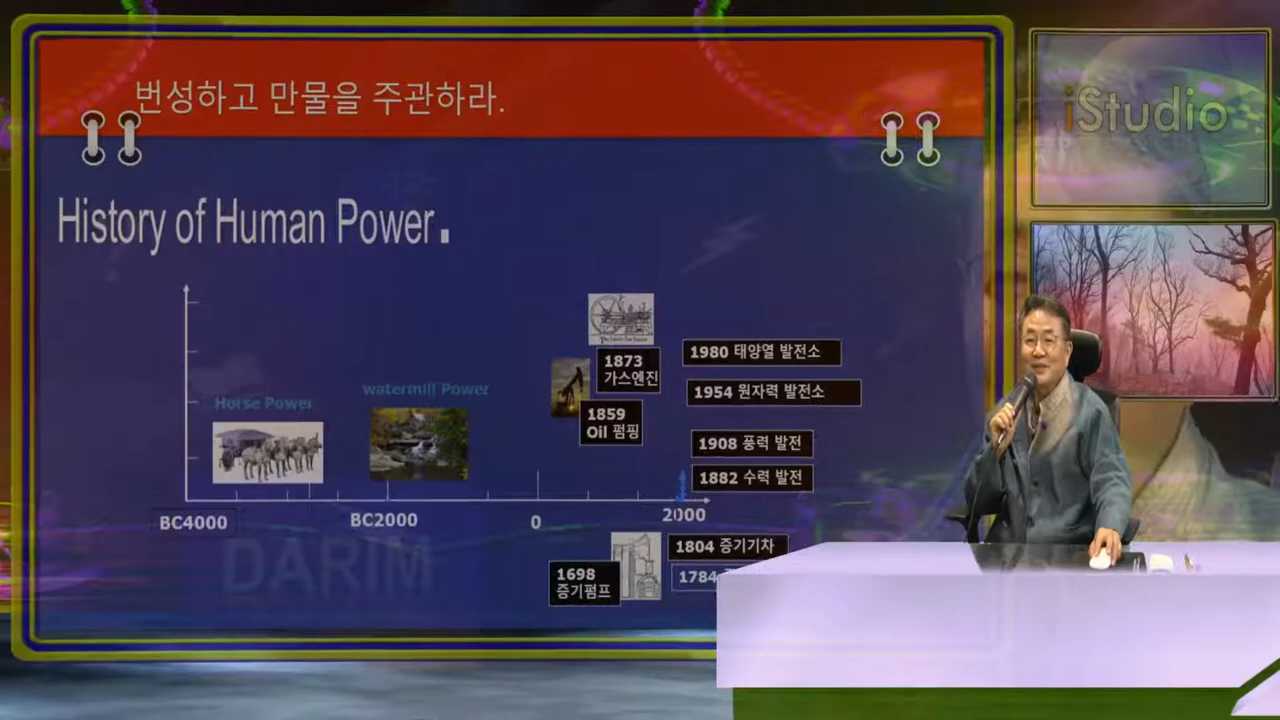 번성하고 만물을 주관하라.
iStudio
History of Human Power.
1873
가스엔진
1980 태양열 발전소
1859
Oil 펌핑
1954 원자력 발전소
watermill Power
Horse Power
1908 풍력 발전
1882 수력 발전
BC4000
BC2000
0
2000
DARIM
1698
증기펌프
1804 증기기차
1784